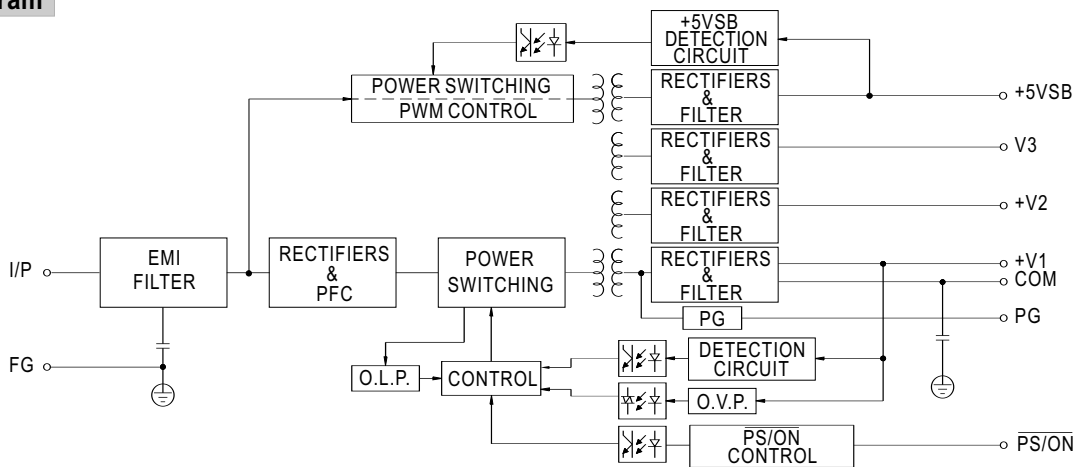 ram
+5VSB
DETECTION
CIRCUIT
POWER SWITCHING
PWM CONTROL
RECTIFIERS
&
FILTER
+5VSB
RECTIFIERS
&
FILTER
V3
RECTIFIERS
&
FILTER
+V2
I/P
EMI
FILTER
RECTIFIERS
&
PFC
POWER
SWITCHING
RECTIFIERS
&
FILTER
+V1
COM
PG
PG
FG
O.L.P.
CONTROL
DETECTION
CIRCUIT
O.V.P.
PS/ON
CONTROL
PS/ON